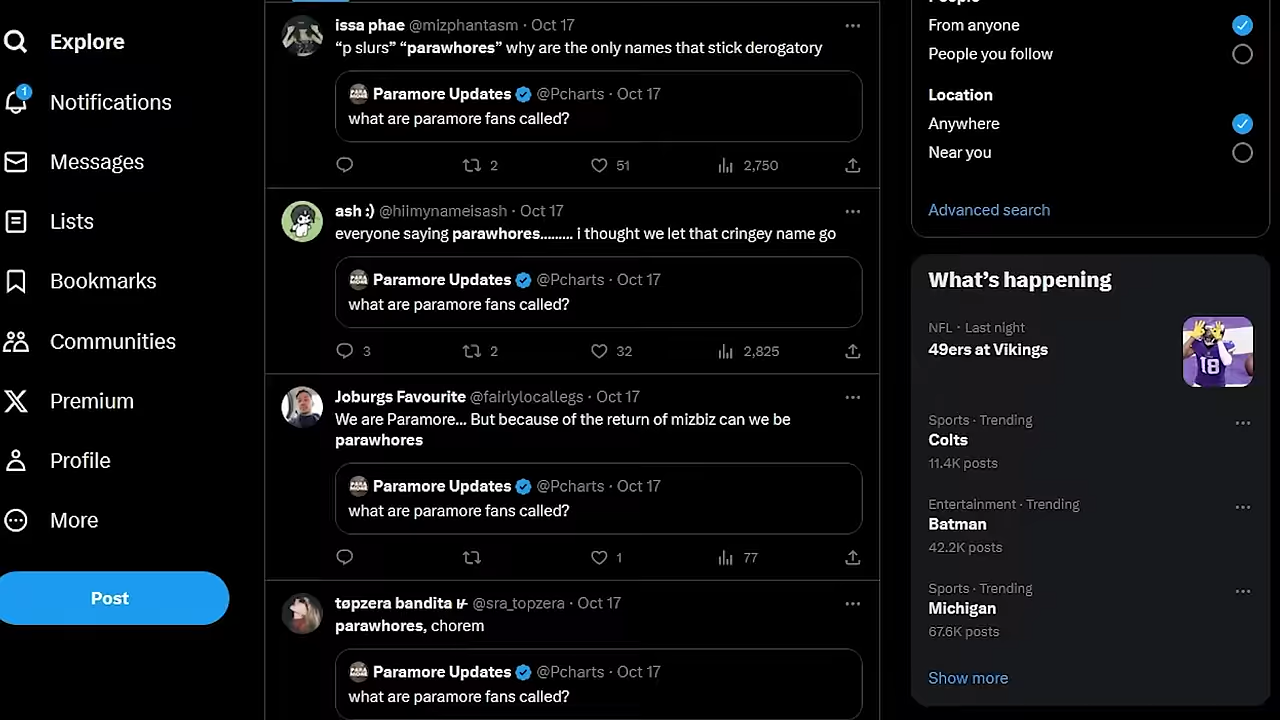 Explore
Notifications
1
Messages
Lists
Bookmarks
Communities
Premium
Profile
More
Post
issa phae @mizphantasm · Oct 17
“p slurs” “parawhores” why are the only names that stick derogatory
Paramore Updates @Pcharts · Oct 17
what are paramore fans called?
2 51 2,750
ash :) @hiimynameisash · Oct 17
everyone saying parawhores......... i thought we let that cringey name go
Paramore Updates @Pcharts · Oct 17
what are paramore fans called?
3 2 32 2,825
Joburgs Favourite @fairlylocallegs · Oct 17
We are Paramore... But because of the return of mizbiz can we be
parawhores
Paramore Updates @Pcharts · Oct 17
what are paramore fans called?
1 77
tøpzera bandita @sra_topzera · Oct 17
parawhores, chorem
Paramore Updates @Pcharts · Oct 17
what are paramore fans called?
From anyone
People you follow
Location
Anywhere
Near you
Advanced search
What’s happening
NFL · Last night
49ers at Vikings
18
Sports · Trending
Colts
11.4K posts
Entertainment · Trending
Batman
42.2K posts
Sports · Trending
Michigan
67.6K posts
Show more